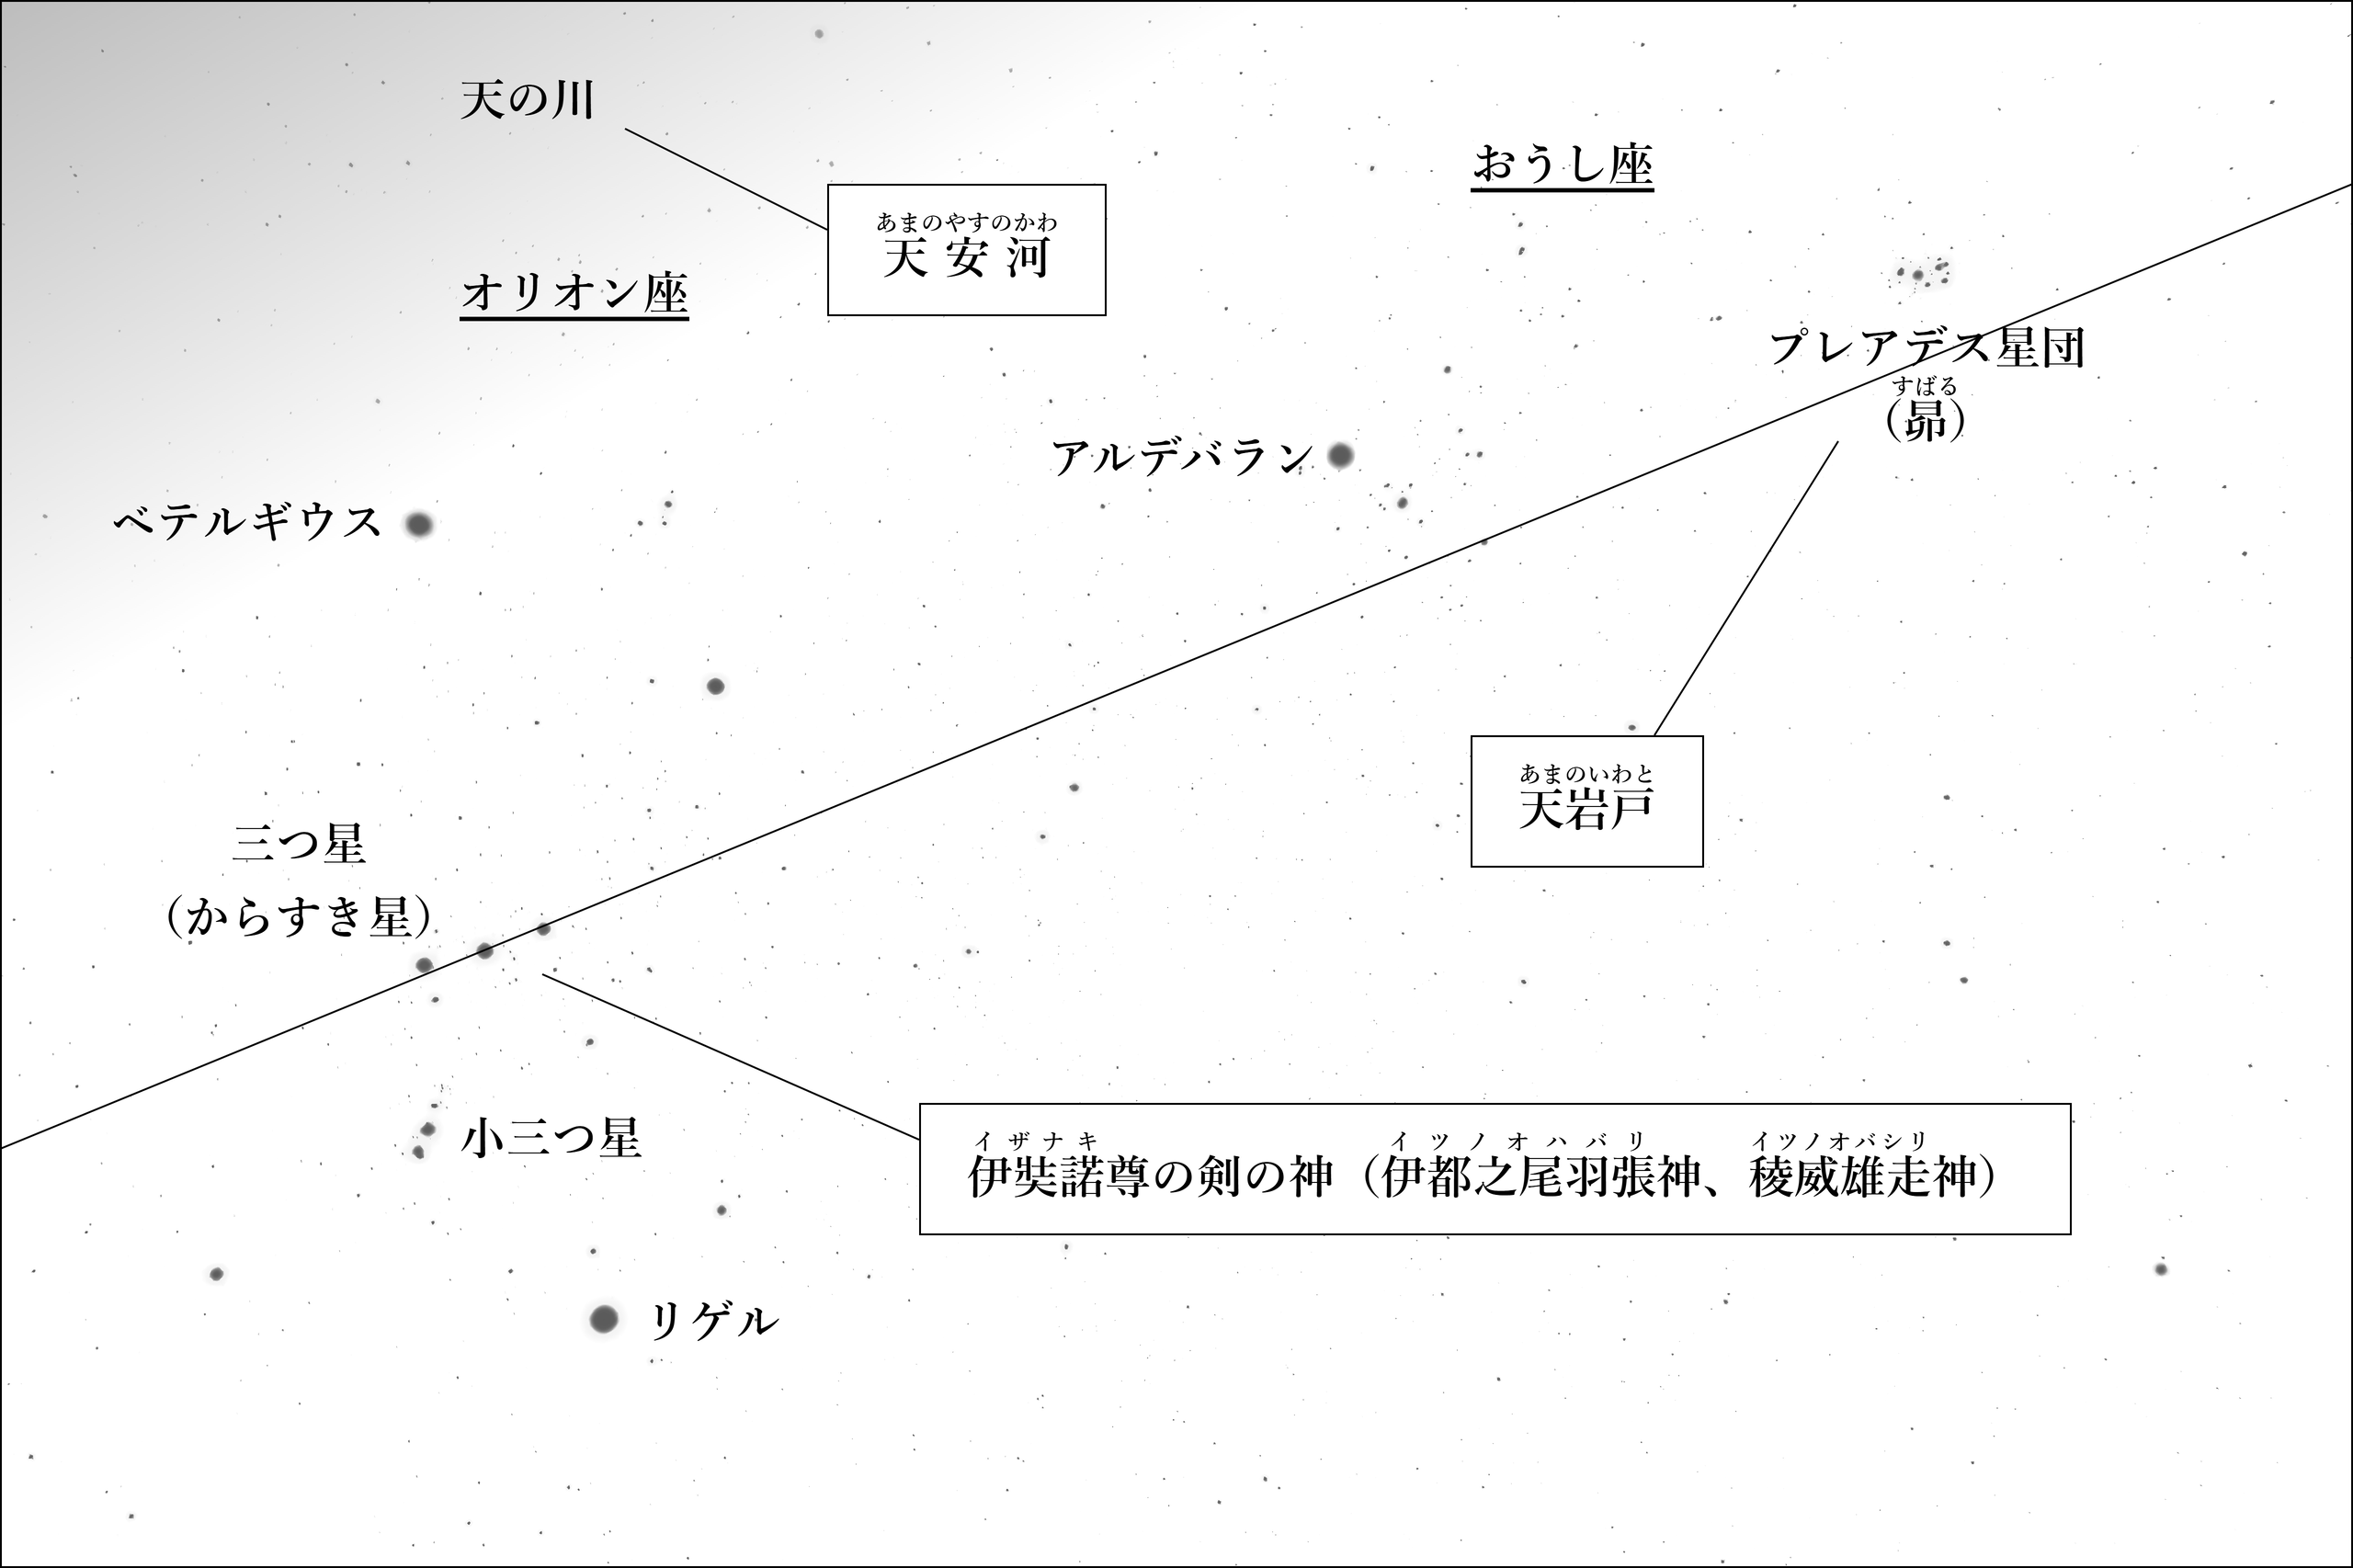 天の川
おうし座
あまのやすのかわ
天安河
オリオン座
プレアデス星団
すばる
（昴）
アルデバラン
ベテルギウス
あまのいわと
天岩戸
三つ星
（からすき星）
小三つ星
イザナキ イツノオハバリ イツノオバシリ
伊奘諾尊の剣の神（伊都之尾羽張神、稜威雄走神）
リゲル